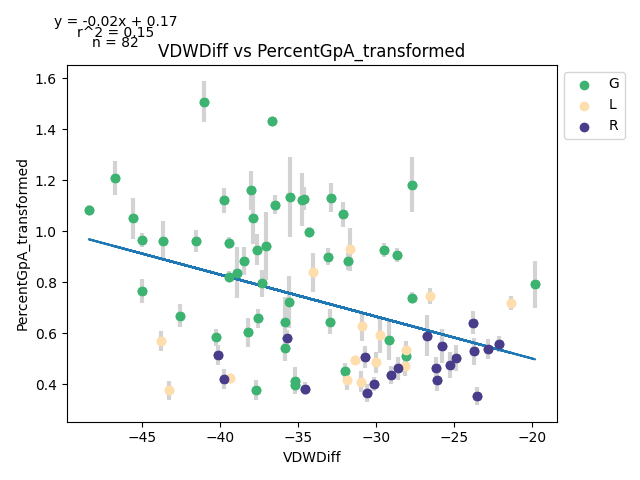 y = -0.02x + 0.17
r^2 = 0.15
n = 82
VDWDiff vs PercentGpA_transformed
G
L
R
PercentGpA_transformed
1.6
1.4
1.2
1.0
0.8
0.6
0.4
−45
−40
−35
−30
−25
−20
VDWDiff